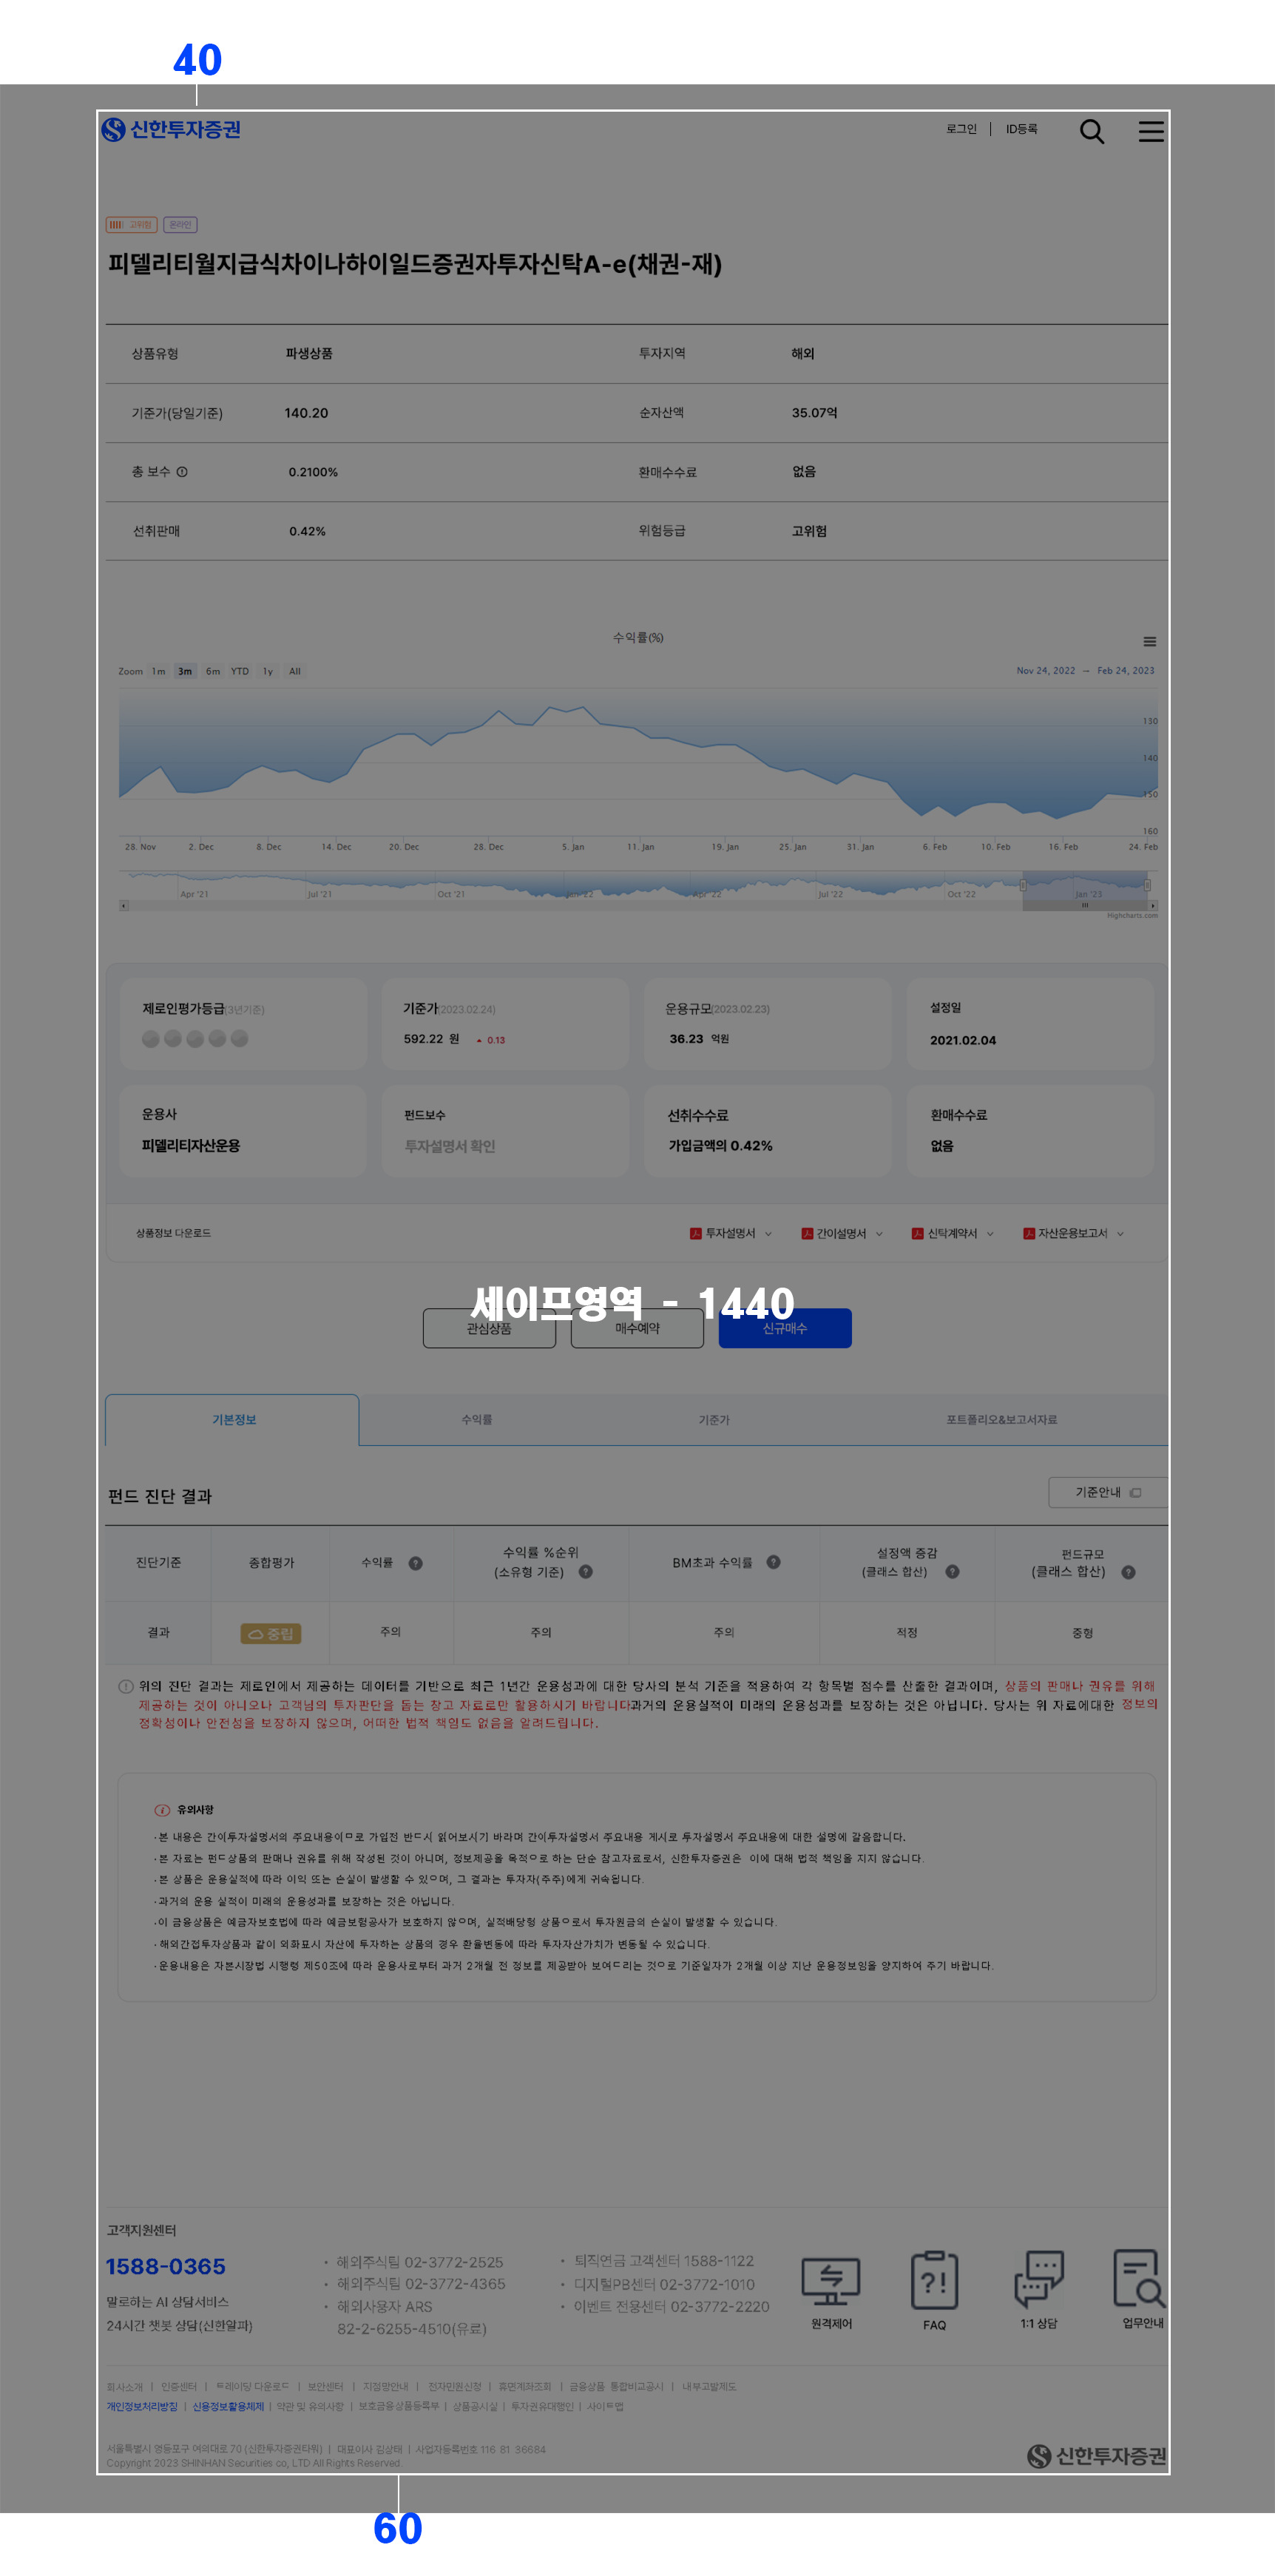 40
신한투자증권
로그인 | ID등록
고위험 온라인
피델리티월지급식차이나하이일드증권자투자신탁A-e(채권-재)
상품유형 파생상품 투자지역 해외
기준가(당일기준) 140.20 순자산액 35.07억
총 보수 0.2100% 환매수수료 없음
선취판매 0.42% 위험등급 고위험
수익률(%)
Zoom 1m 3m 6m YTD 1y All Nov 24, 2022 – Feb 24, 2023
130
140
150
160
28. Nov 2. Dec 8. Dec 14. Dec 20. Dec 28. Dec 5. Jan 11. Jan 19. Jan 25. Jan 31. Jan 6. Feb 10. Feb 16. Feb 24. Feb
Apr '21 Jul '21 Oct '21 Jan '22 Apr '22 Jul '22 Oct '22 Jan '23
Highcharts.com
제로인평가등급(3년기준) 기준가(2023.02.24) 운용규모(2023.02.23) 설정일
592.22 원 0.13 36.23 억원 2021.02.04
운용사 펀드보수 선취수수료 환매수수료
피델리티자산운용 투자설명서 확인 가입금액의 0.42% 없음
상품정보 다운로드 투자설명서 간이설명서 신탁계약서 자산운용보고서
세이프영역 - 1440
관심상품 매수예약 신규매수
기본정보 수익률 기준가 포트폴리오&보고서자료
펀드 진단 결과 기준안내
진단기준 종합평가 수익률 ? 수익률 %순위 (소유형 기준) ? BM초과 수익률 ? 설정액 증감 (클래스 합산) ? 펀드규모 (클래스 합산) ?
결과 중립 주의 주의 주의 적정 중형
위의 진단 결과는 제로인에서 제공하는 데이터를 기반으로 최근 1년간 운용성과에 대한 당사의 분석 기준을 적용하여 각 항목별 점수를 산출한 결과이며, 상품의 판매나 권유를 위해
제공하는 것이 아니오나 고객님의 투자판단을 돕는 참고 자료로만 활용하시기 바랍니다과거의 운용실적이 미래의 운용성과를 보장하는 것은 아닙니다. 당사는 위 자료에대한 정보의
정확성이나 안전성을 보장하지 않으며, 어떠한 법적 책임도 없음을 알려드립니다.
유의사항
·본 내용은 간이투자설명서의 주요내용이므로 가입전 반드시 읽어보시기 바라며 간이투자설명서 주요내용 게시로 투자설명서 주요내용에 대한 설명에 갈음합니다.
·본 자료는 펀드상품의 판매나 권유를 위해 작성된 것이 아니며, 정보제공을 목적으로 하는 단순 참고자료로서, 신한투자증권은 이에 대해 법적 책임을 지지 않습니다.
·본 상품은 운용실적에 따라 이익 또는 손실이 발생할 수 있으며, 그 결과는 투자자(주주)에게 귀속됩니다.
·과거의 운용 실적이 미래의 운용성과를 보장하는 것은 아닙니다.
·이 금융상품은 예금자보호법에 따라 예금보험공사가 보호하지 않으며, 실적배당형 상품으로서 투자원금의 손실이 발생할 수 있습니다.
·해외간접투자상품과 같이 외화표시 자산에 투자하는 상품의 경우 환율변동에 따라 투자자산가치가 변동될 수 있습니다.
·운용내용은 자본시장법 시행령 제50조에 따라 운용사로부터 과거 2개월 전 정보를 제공받아 보여드리는 것으로 기준일자가 2개월 이상 지난 운용정보임을 양지하여 주기 바랍니다.
고객지원센터
1588-0365
말로하는 AI 상담서비스
24시간 챗봇 상담(신한알파)
• 해외주식팀 02-3772-2525
• 해외주식팀 02-3772-4365
• 해외사용자 ARS
82-2-6255-4510(유료)
• 퇴직연금 고객센터 1588-1122
• 디지털PB센터 02-3772-1010
• 이벤트 전용센터 02-3772-2220
원격제어 FAQ 1:1 상담 업무안내
회사소개 | 인증센터 | 트레이딩 다운로드 | 보안센터 | 지점망안내 | 전자민원신청 | 휴면계좌조회 | 금융상품 통합비교공시 | 내부고발제도
개인정보처리방침 | 신용정보활용체제 | 약관 및 유의사항 | 보호금융상품등록부 | 상품공시실 | 투자권유대행인 | 사이트맵
서울특별시 영등포구 여의대로 70 (신한투자증권타워) | 대표이사 김상태 | 사업자등록번호 116 81 36684
Copyright 2023 SHINHAN Securities co, LTD All Rights Reserved.
신한투자증권
60